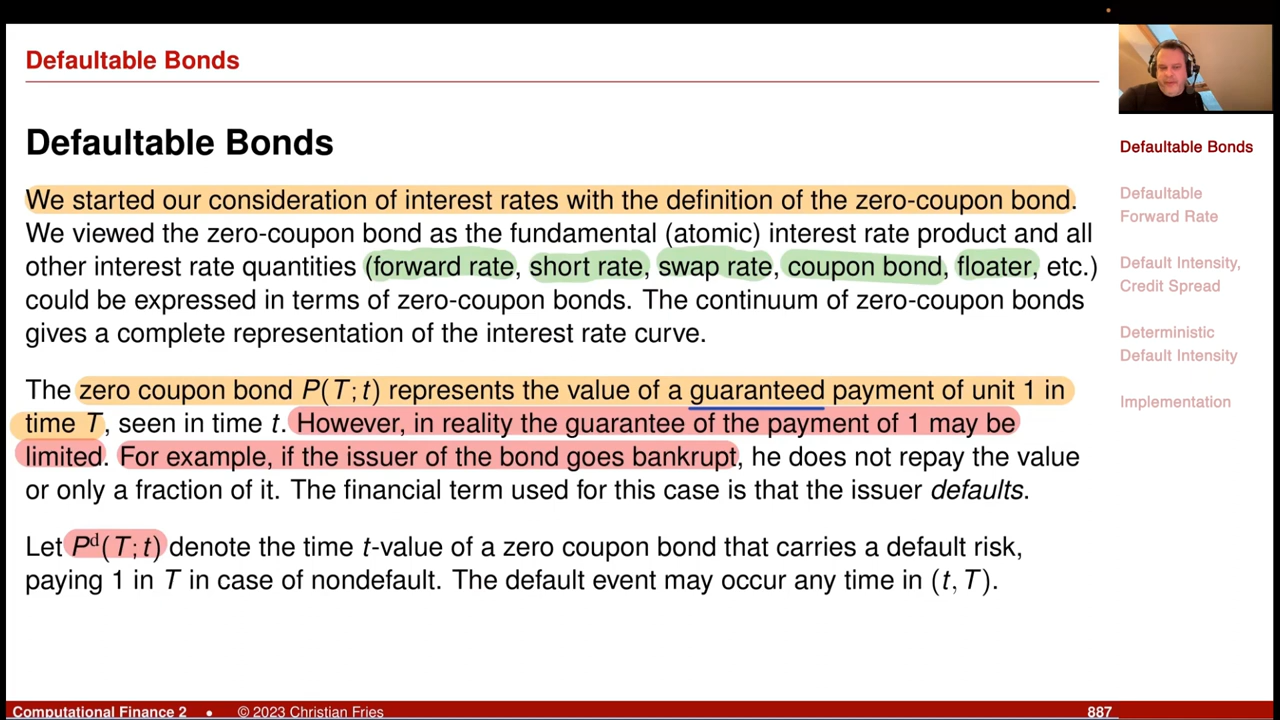 Defaultable Bonds
Defaultable Bonds
We started our consideration of interest rates with the definition of the zero-coupon bond.
We viewed the zero-coupon bond as the fundamental (atomic) interest rate product and all
other interest rate quantities (forward rate, short rate, swap rate, coupon bond, floater, etc.)
could be expressed in terms of zero-coupon bonds. The continuum of zero-coupon bonds
gives a complete representation of the interest rate curve.
The zero coupon bond P(T; t) represents the value of a guaranteed payment of unit 1 in
time T, seen in time t. However, in reality the guarantee of the payment of 1 may be
limited. For example, if the issuer of the bond goes bankrupt, he does not repay the value
or only a fraction of it. The financial term used for this case is that the issuer defaults.
Let Pᵈ(T; t) denote the time t-value of a zero coupon bond that carries a default risk,
paying 1 in T in case of nondefault. The default event may occur any time in (t, T).
Defaultable Bonds
Defaultable
Forward Rate
Default Intensity,
Credit Spread
Deterministic
Default Intensity
Implementation
Computational Finance 2 • © 2023 Christian Fries 887